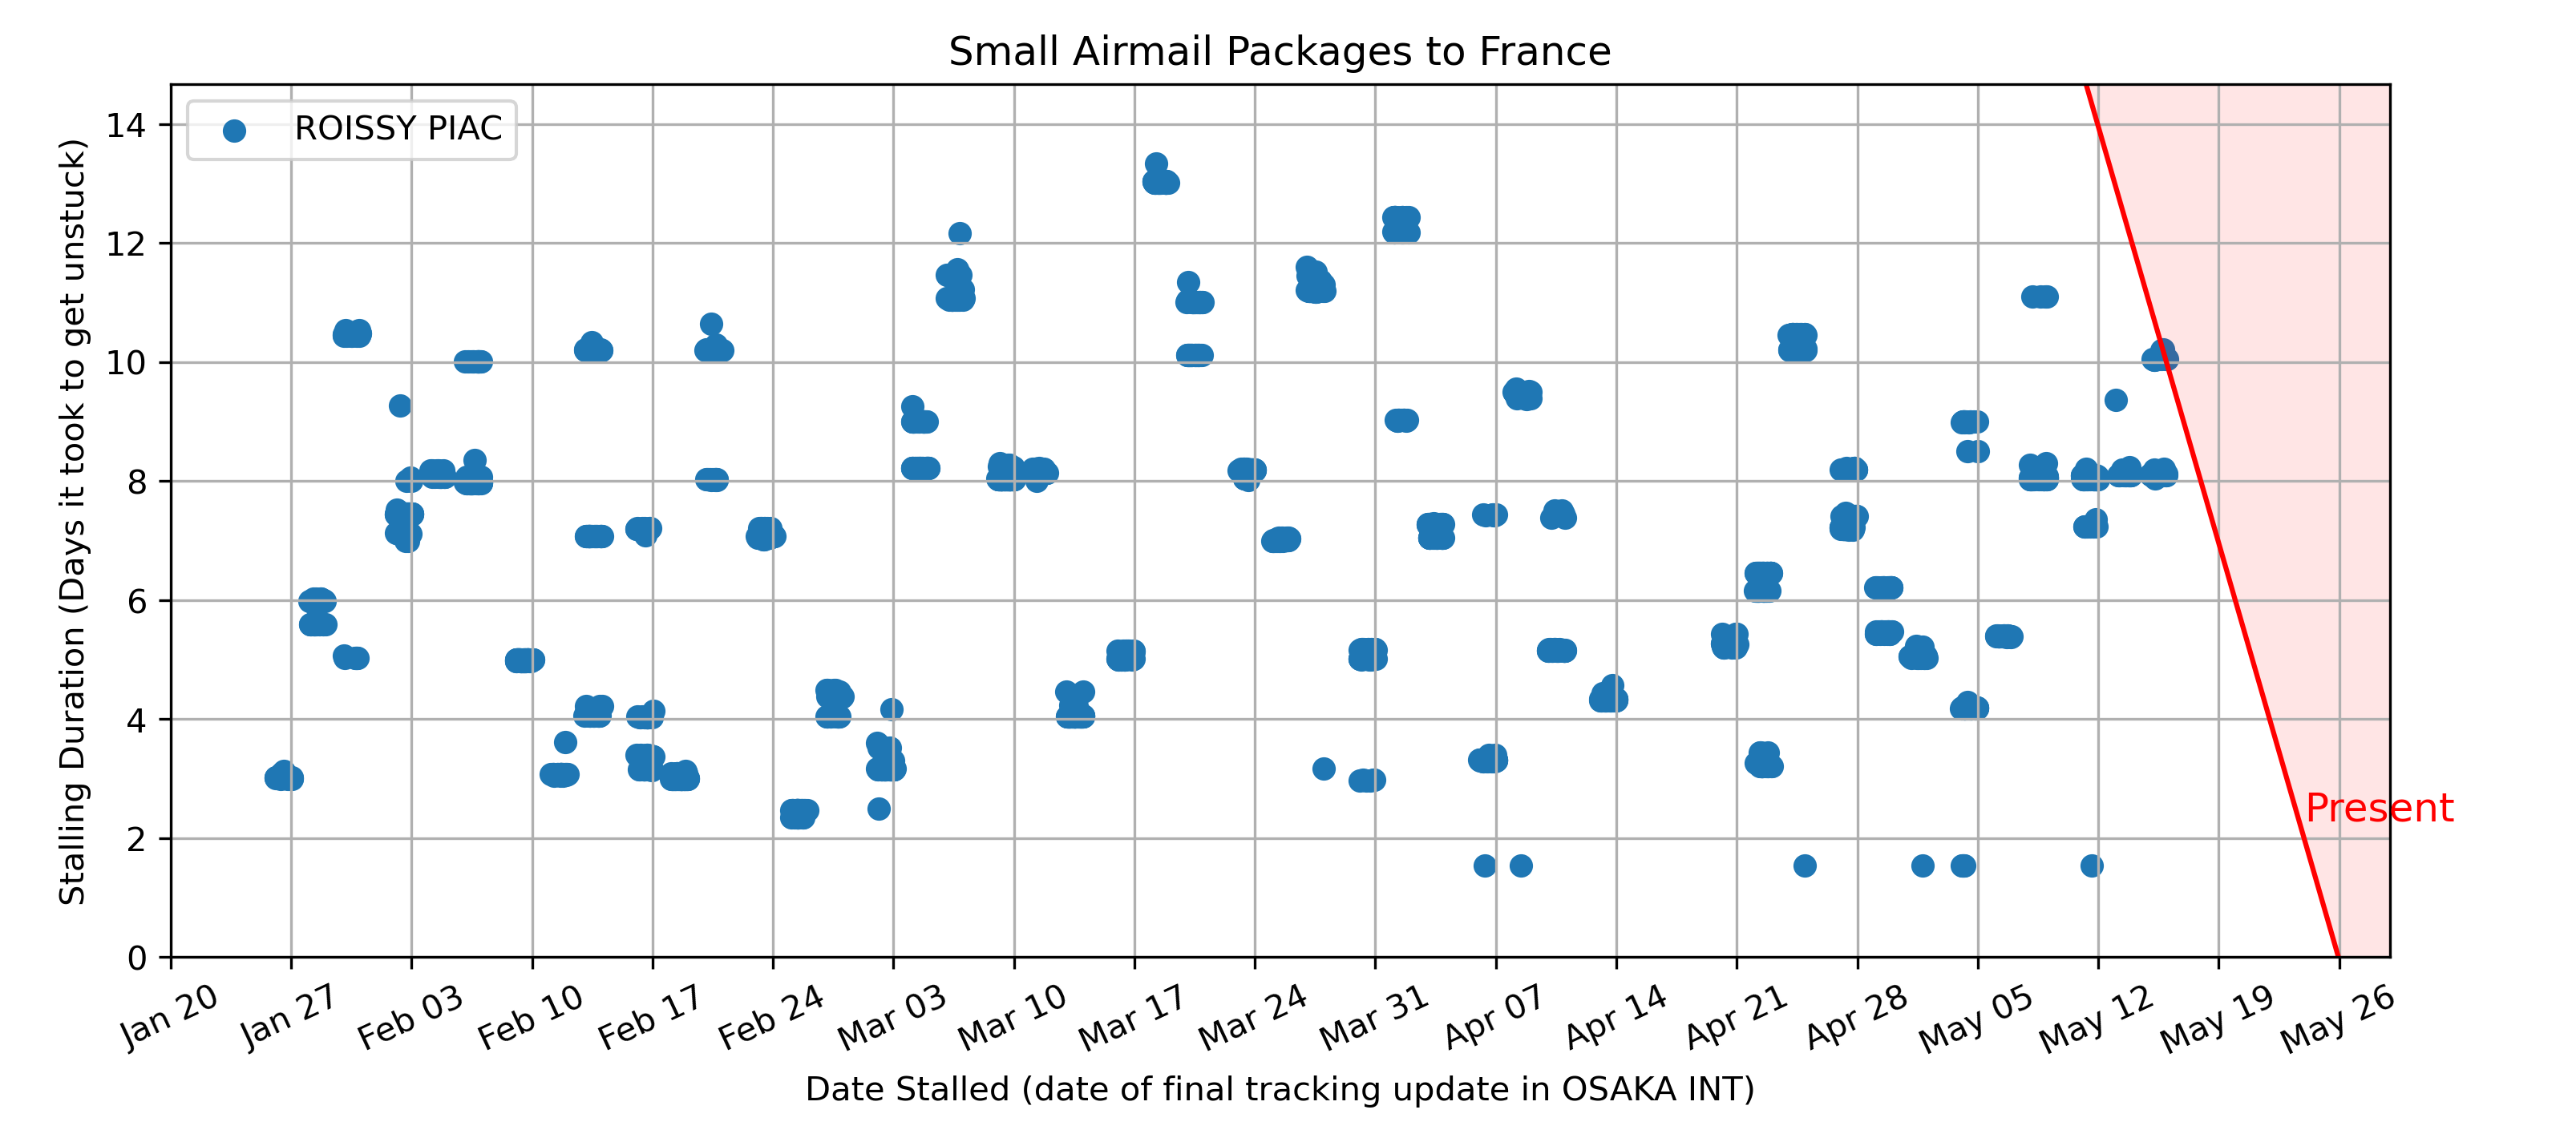 Small Airmail Packages to France
ROISSY PIAC
Stalling Duration (Days it took to get unstuck)
14
12
10
8
6
4
2
0
Present
Jan 20
Jan 27
Feb 03
Feb 10
Feb 17
Feb 24
Mar 03
Mar 10
Mar 17
Mar 24
Mar 31
Apr 07
Apr 14
Apr 21
Apr 28
May 05
May 12
May 19
May 26
Date Stalled (date of final tracking update in OSAKA INT)